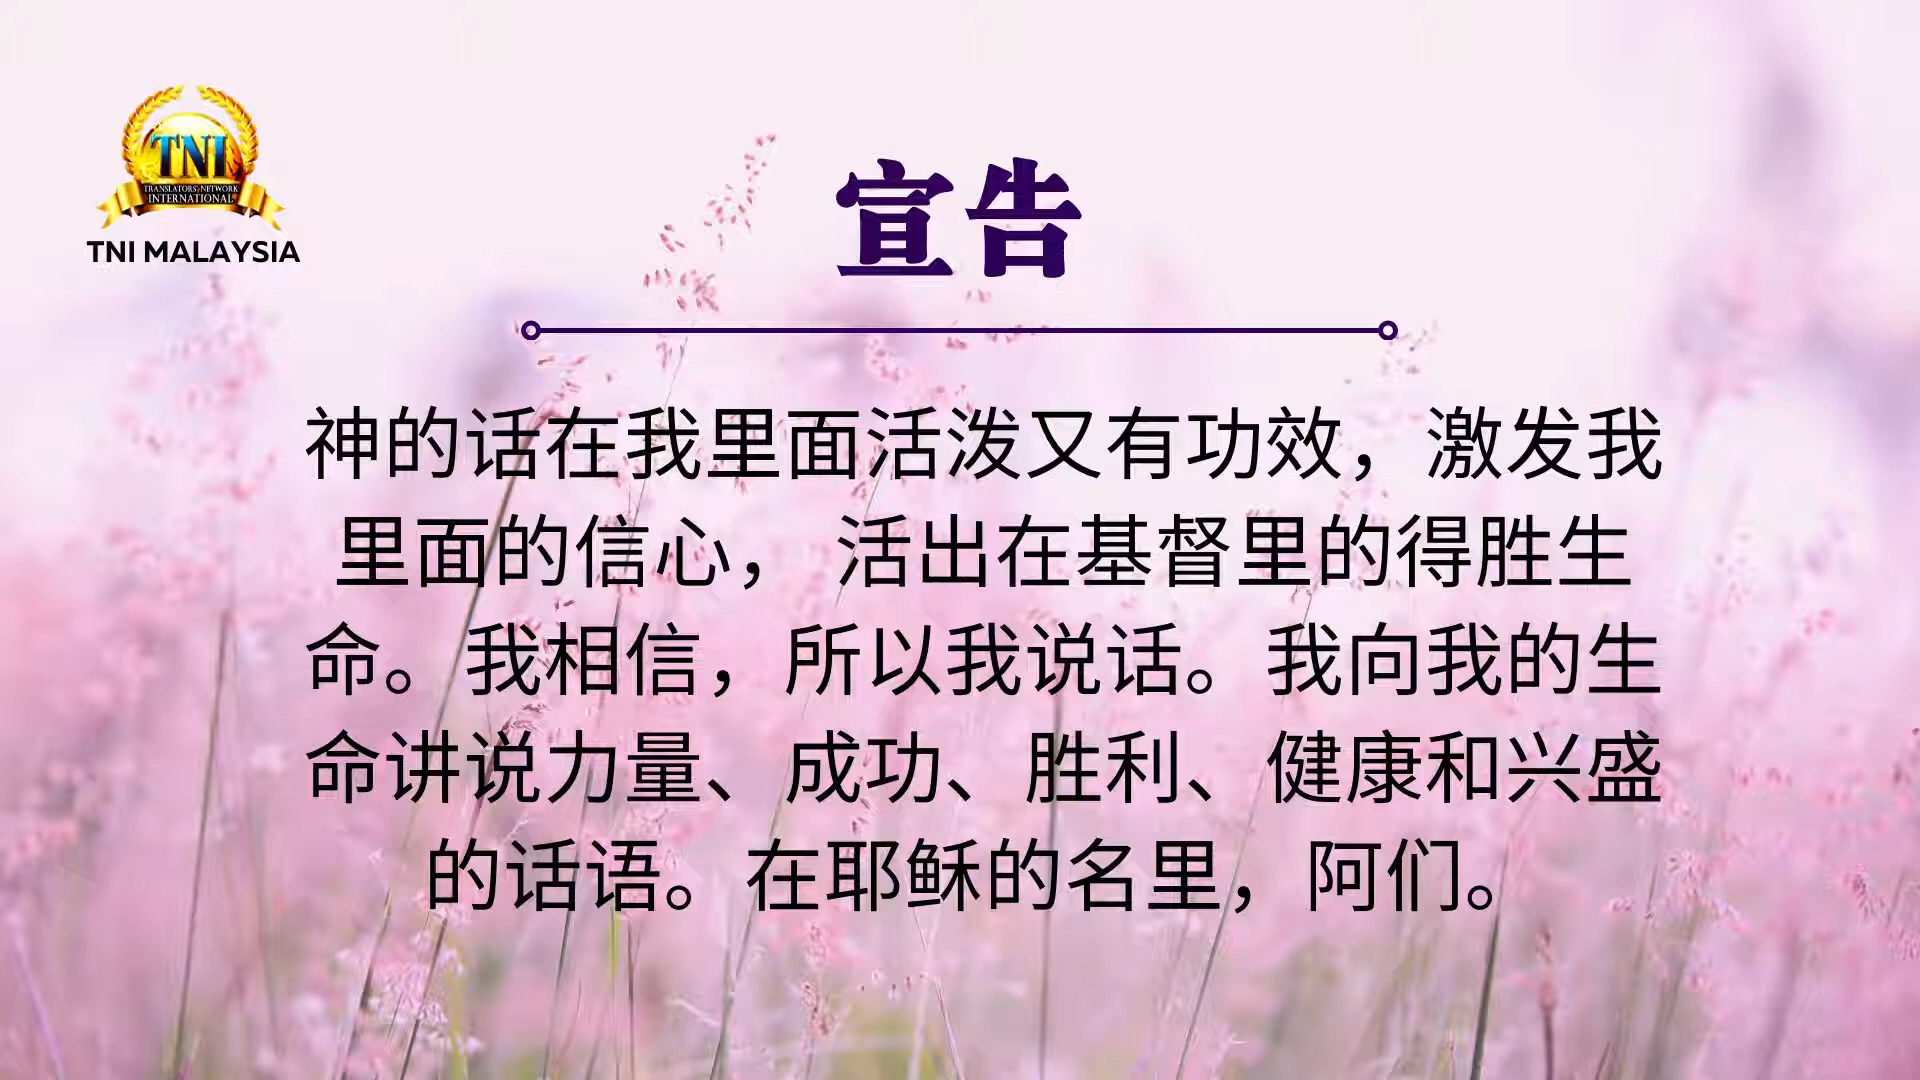 TNI
TRANSLATORS' NETWORK
INTERNATIONAL
TNI MALAYSIA
宣告
神的话在我里面活泼又有功效，激发我
里面的信心， 活出在基督里的得胜生
命。我相信，所以我说话。我向我的生
命讲说力量、成功、胜利、健康和兴盛
的话语。在耶稣的名里，阿们。